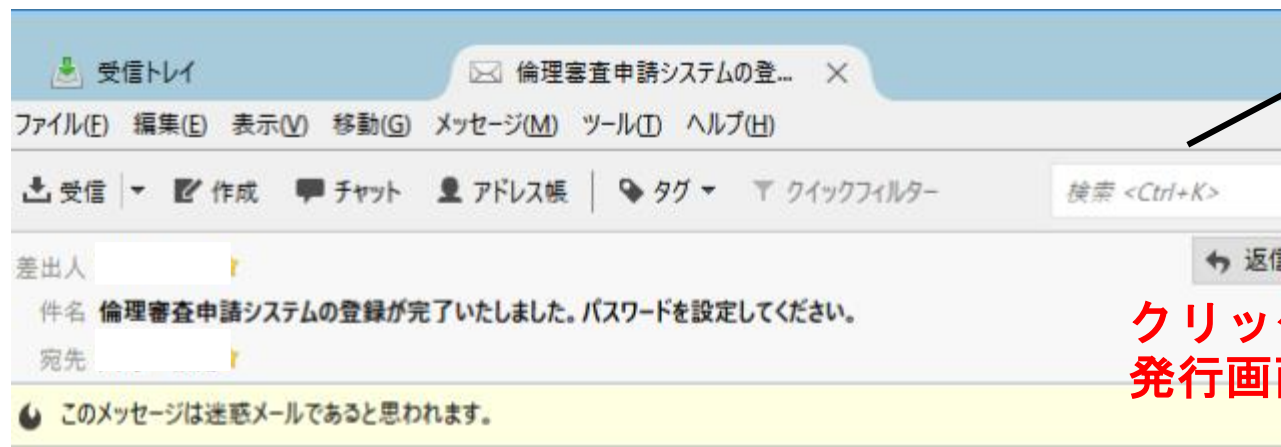 受信トレイ 倫理審査申請システムの登...
ファイル(F) 編集(E) 表示(V) 移動(G) メッセージ(M) ツール(T) ヘルプ(H)
受信 作成 チャット アドレス帳 タグ クイックフィルター 検索 <Ctrl+K>
差出人 返信
件名 倫理審査申請システムの登録が完了いたしました。パスワードを設定してください。
クリッ
宛先
発行画
このメッセージは迷惑メールであると思われます。